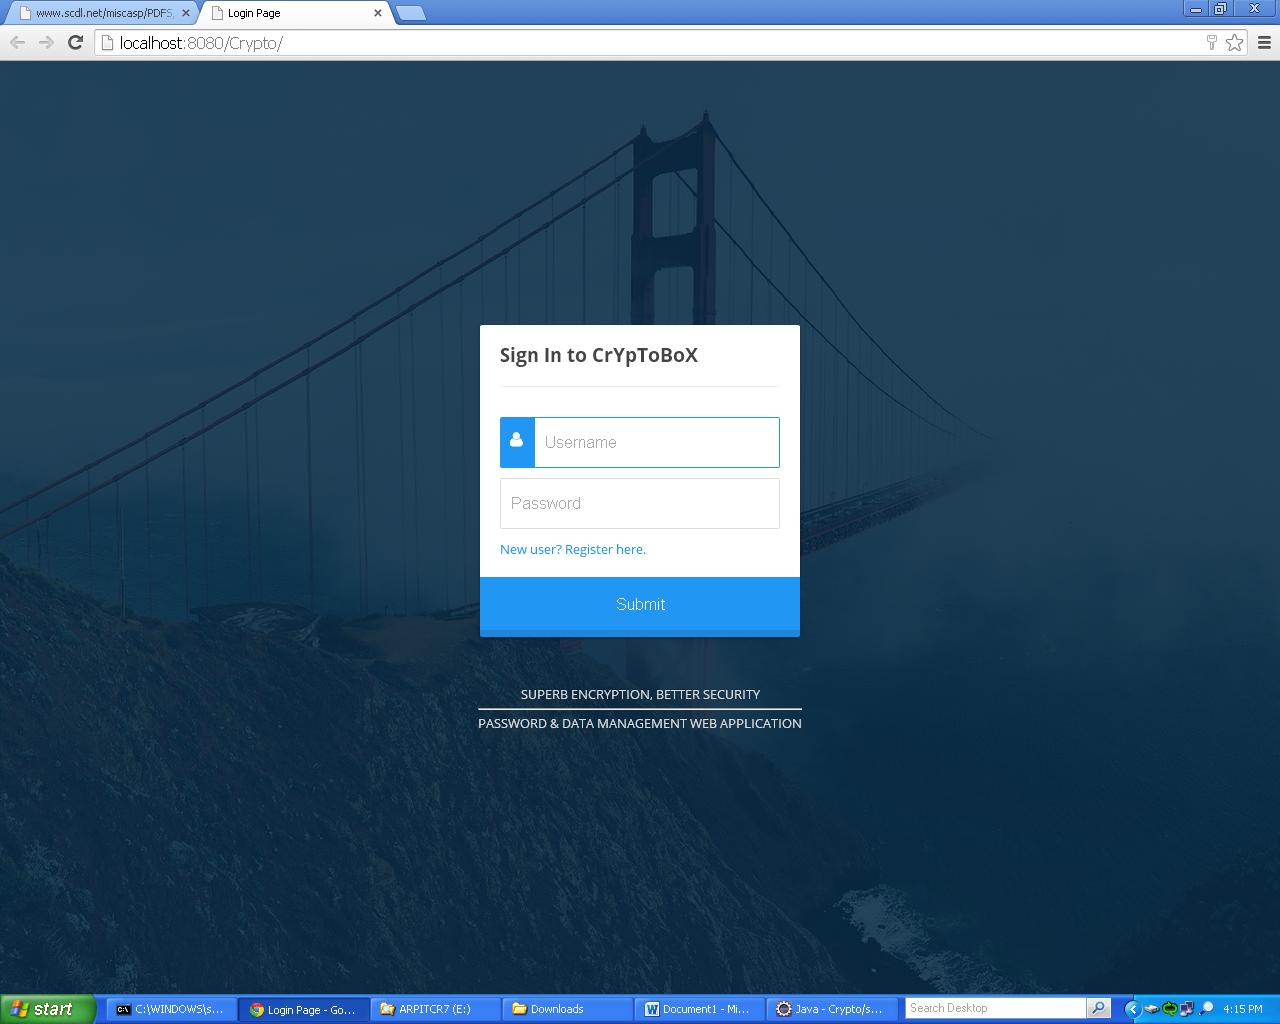 www.scdl.net/miscasp/PDFS,
Login Page
localhost:8080/Crypto/
Sign In to CrYpToBoX
Username
Password
New user? Register here.
Submit
SUPERB ENCRYPTION, BETTER SECURITY
PASSWORD & DATA MANAGEMENT WEB APPLICATION
start
C:\WINDOWS\s...
Login Page - Go...
ARPITCR7 (E:)
Downloads
Document1 - Mi...
Java - Crypto/s...
Search Desktop
4:15 PM